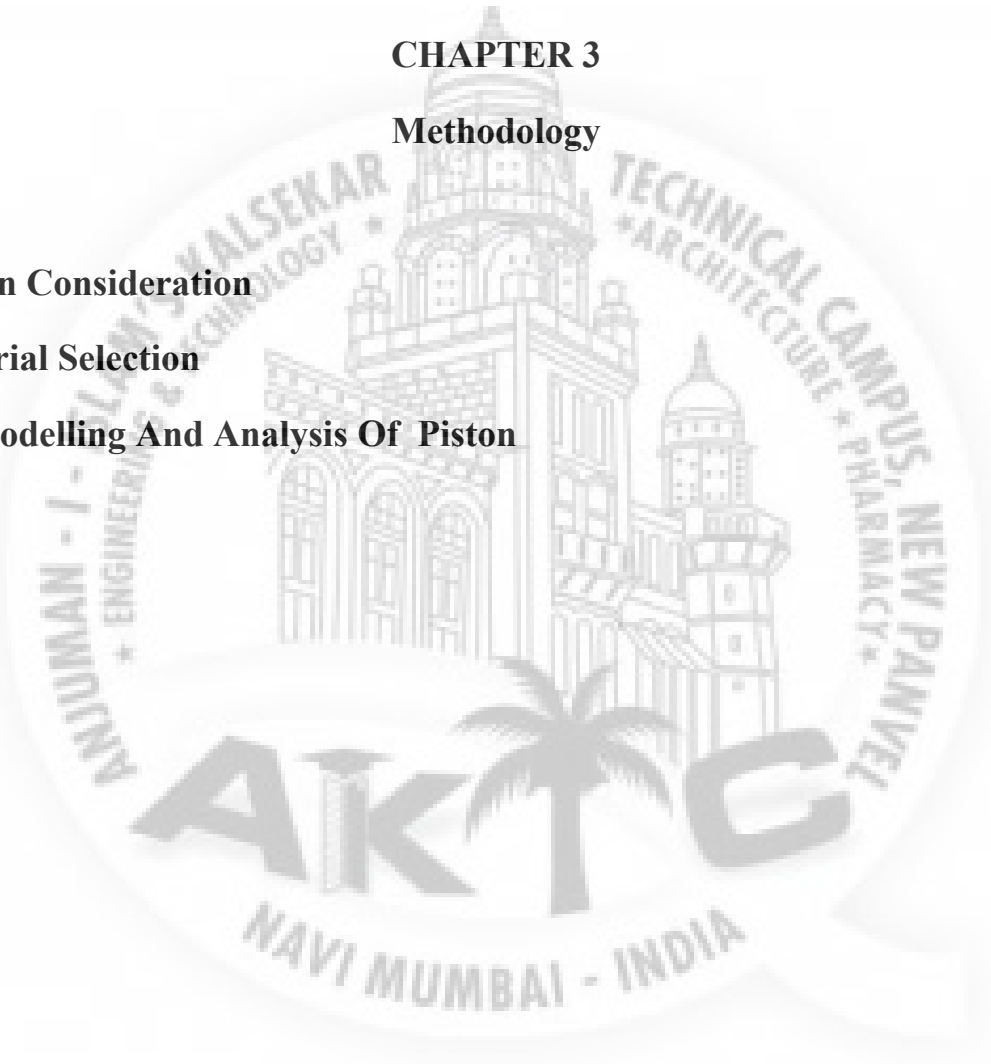 CHAPTER 3
Methodology
n Consideration
rial Selection
odelling And Analysis Of Piston
ANJUMAN - I - ISLAM'S KALSEKAR TECHNICAL CAMPUS, NEW PANVEL
* ENGINEERING & TECHNOLOGY * *ARCHITECTURE * PHARMACY*
AKTC
NAVI MUMBAI - INDIA